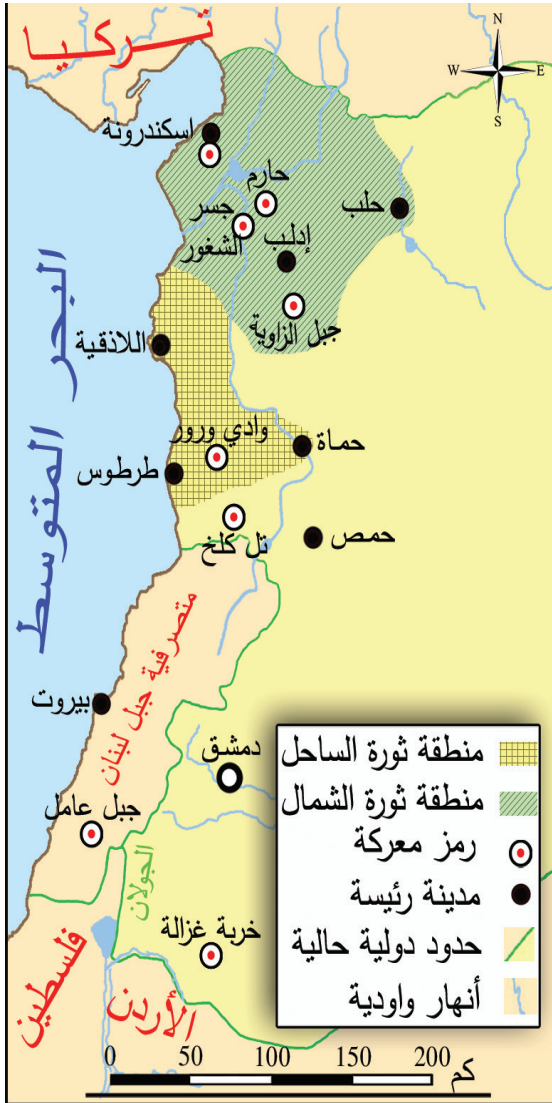 تركيا
N
W E
S
اسكندرونة
حارم
حلب
جسر
الشغور
إدلب
جبل الزاوية
البحر المتوسط
اللاذقية
وادي ورور
حماة
طرطوس
تل كلخ
حمص
متصرفية جبل لبنان
بيروت
دمشق
جبل عامل
الجولان
خربة غزالة
فلسطين
الأردن
منطقة ثورة الساحل
منطقة ثورة الشمال
رمز معركة
مدينة رئيسة
حدود دولية حالية
أنهار واودية
0 50 100 150 200 كم